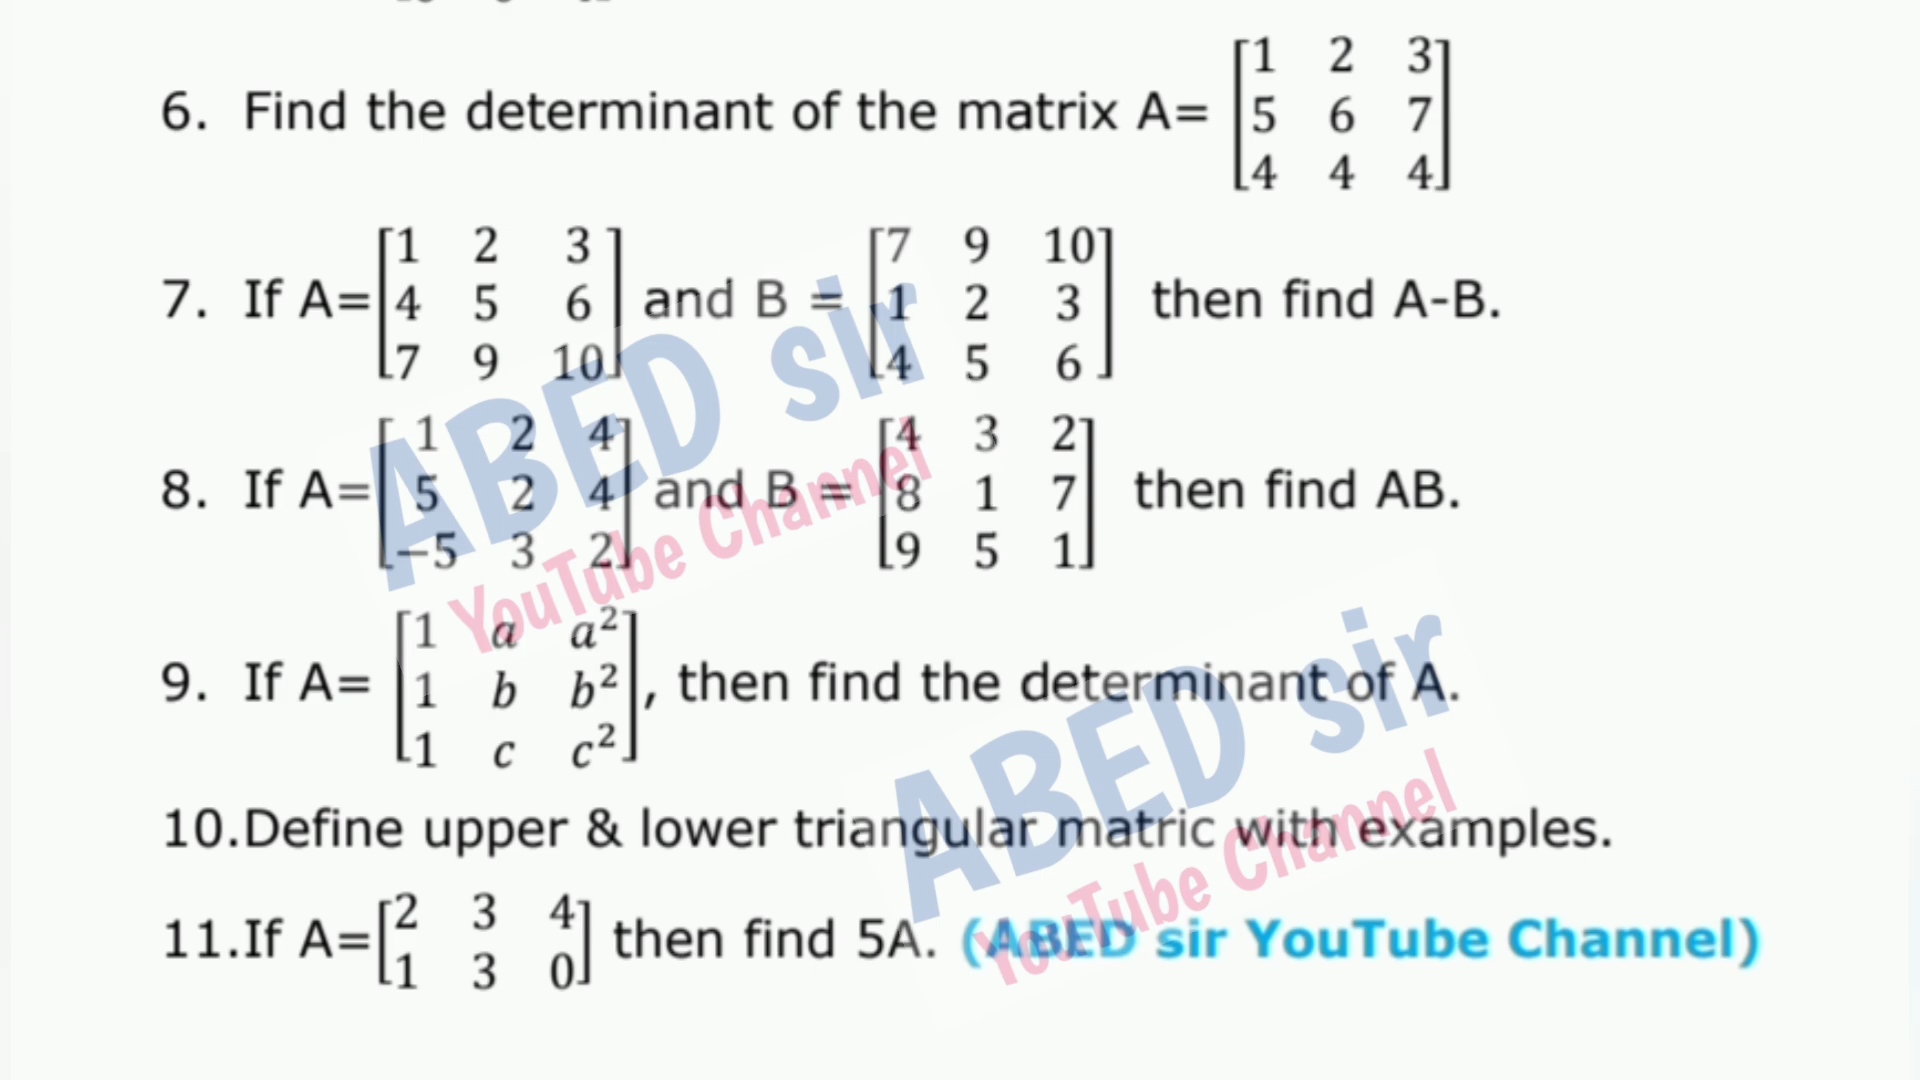 6. Find the determinant of the matrix A= [1 2 3
5 6 7
4 4 4]
7. If A=[1 2 3
4 5 6
7 9 10] and B = [7 9 10
1 2 3
4 5 6] then find A-B.
8. If A=[1 2 4
5 2 4
−5 3 2] and B = [4 3 2
8 1 7
9 5 1] then find AB.
9. If A= [1 a a²
1 b b²
1 c c²], then find the determinant of A.
10.Define upper & lower triangular matric with examples.
11.If A=[2 3 4
1 3 0] then find 5A. (ABED sir YouTube Channel)
ABED sir
YouTube Channel
ABED sir
YouTube Channel